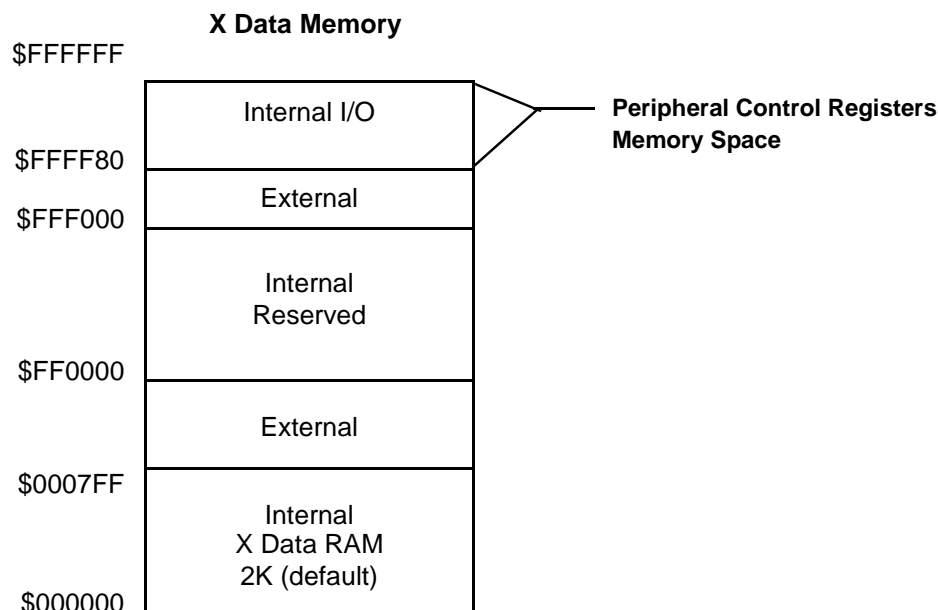 X Data Memory
$FFFFFF
Internal I/O
Peripheral Control Registers
Memory Space
$FFFF80
External
$FFF000
Internal
Reserved
$FF0000
External
$0007FF
Internal
X Data RAM
2K (default)
$000000